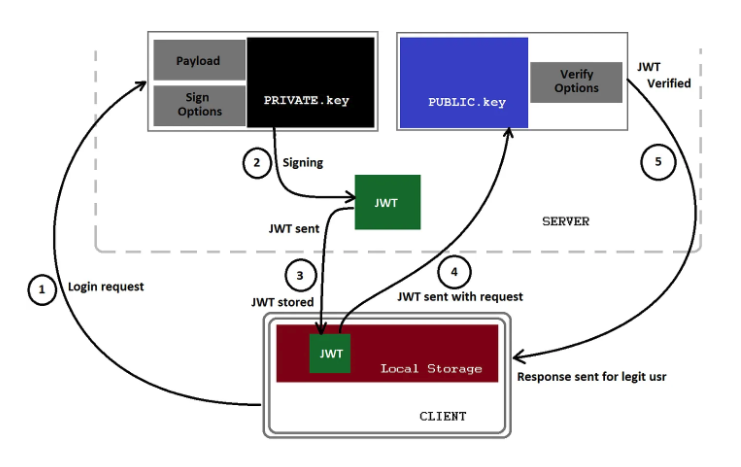 Payload
Sign
Options
PRIVATE.key
PUBLIC.key
Verify
Options
JWT
Verified
2
Signing
5
JWT
SERVER
JWT sent
3
4
1
Login request
JWT stored
JWT sent with request
JWT
Local Storage
Response sent for legit usr
CLIENT